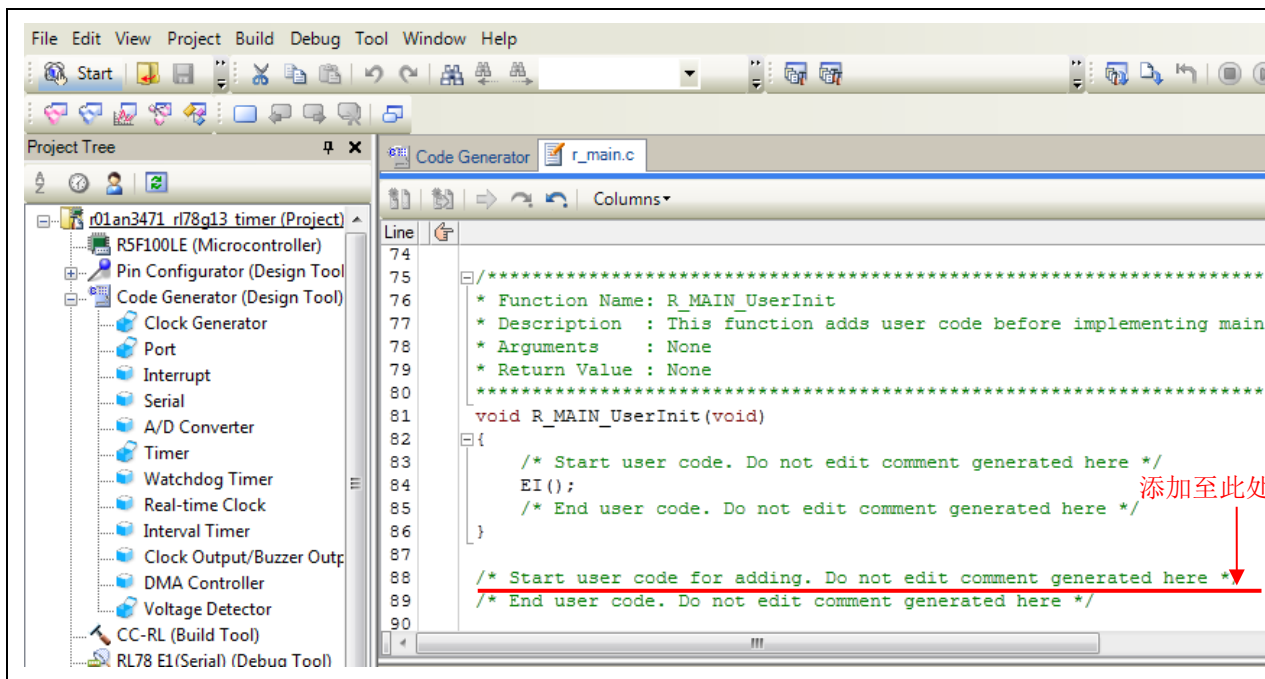 File Edit View Project Build Debug Tool Window Help
Start
Project Tree
Code Generator r_main.c
Columns
r01an3471_rl78g13_timer (Project)
R5F100LE (Microcontroller)
Pin Configurator (Design Tool
Code Generator (Design Tool)
Clock Generator
Port
Interrupt
Serial
A/D Converter
Timer
Watchdog Timer
Real-time Clock
Interval Timer
Clock Output/Buzzer Outp
DMA Controller
Voltage Detector
CC-RL (Build Tool)
RL78 E1(Serial) (Debug Tool)
Line
74
75 /***********************************************************************
76 * Function Name: R_MAIN_UserInit
77 * Description : This function adds user code before implementing main
78 * Arguments : None
79 * Return Value : None
80 ***********************************************************************
81 void R_MAIN_UserInit(void)
82 {
83 /* Start user code. Do not edit comment generated here */
84 EI();
85 /* End user code. Do not edit comment generated here */
86 }
87
88 /* Start user code for adding. Do not edit comment generated here */
89 /* End user code. Do not edit comment generated here */
90
添加至此处